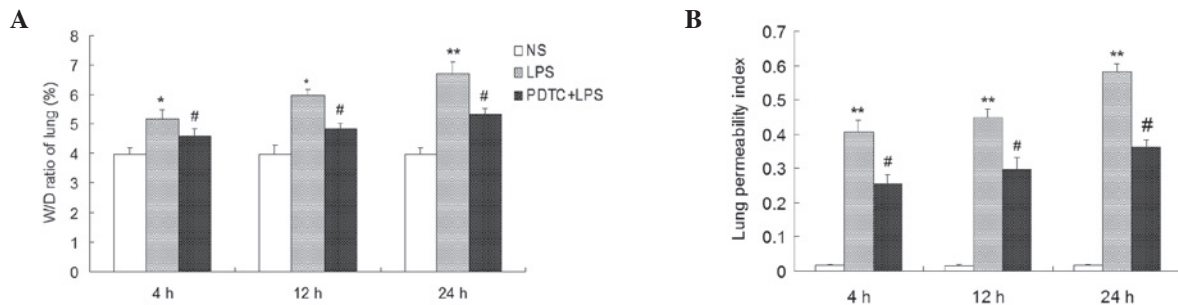 A
W/D ratio of lung (%)
8
7
6
5
4
3
2
1
0
*
#
*
#
**
#
NS
LPS
PDTC+LPS
4 h
12 h
24 h
B
Lung permeability index
0.7
0.6
0.5
0.4
0.3
0.2
0.1
0
**
#
**
#
**
#
4 h
12 h
24 h